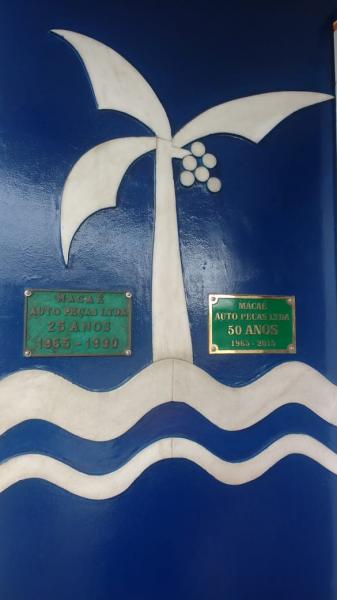 MACAÉ
AUTO PEÇAS LTDA
25 ANOS
1965-1990
MACAÉ
AUTO PEÇAS LTDA
50 ANOS
1965-2015